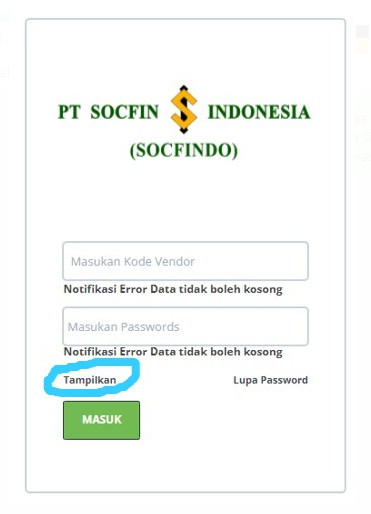 PT SOCFIN INDONESIA
(SOCFINDO)
Masukan Kode Vendor
Notifikasi Error Data tidak boleh kosong
Masukan Passwords
Notifikasi Error Data tidak boleh kosong
Tampilkan Lupa Password
MASUK